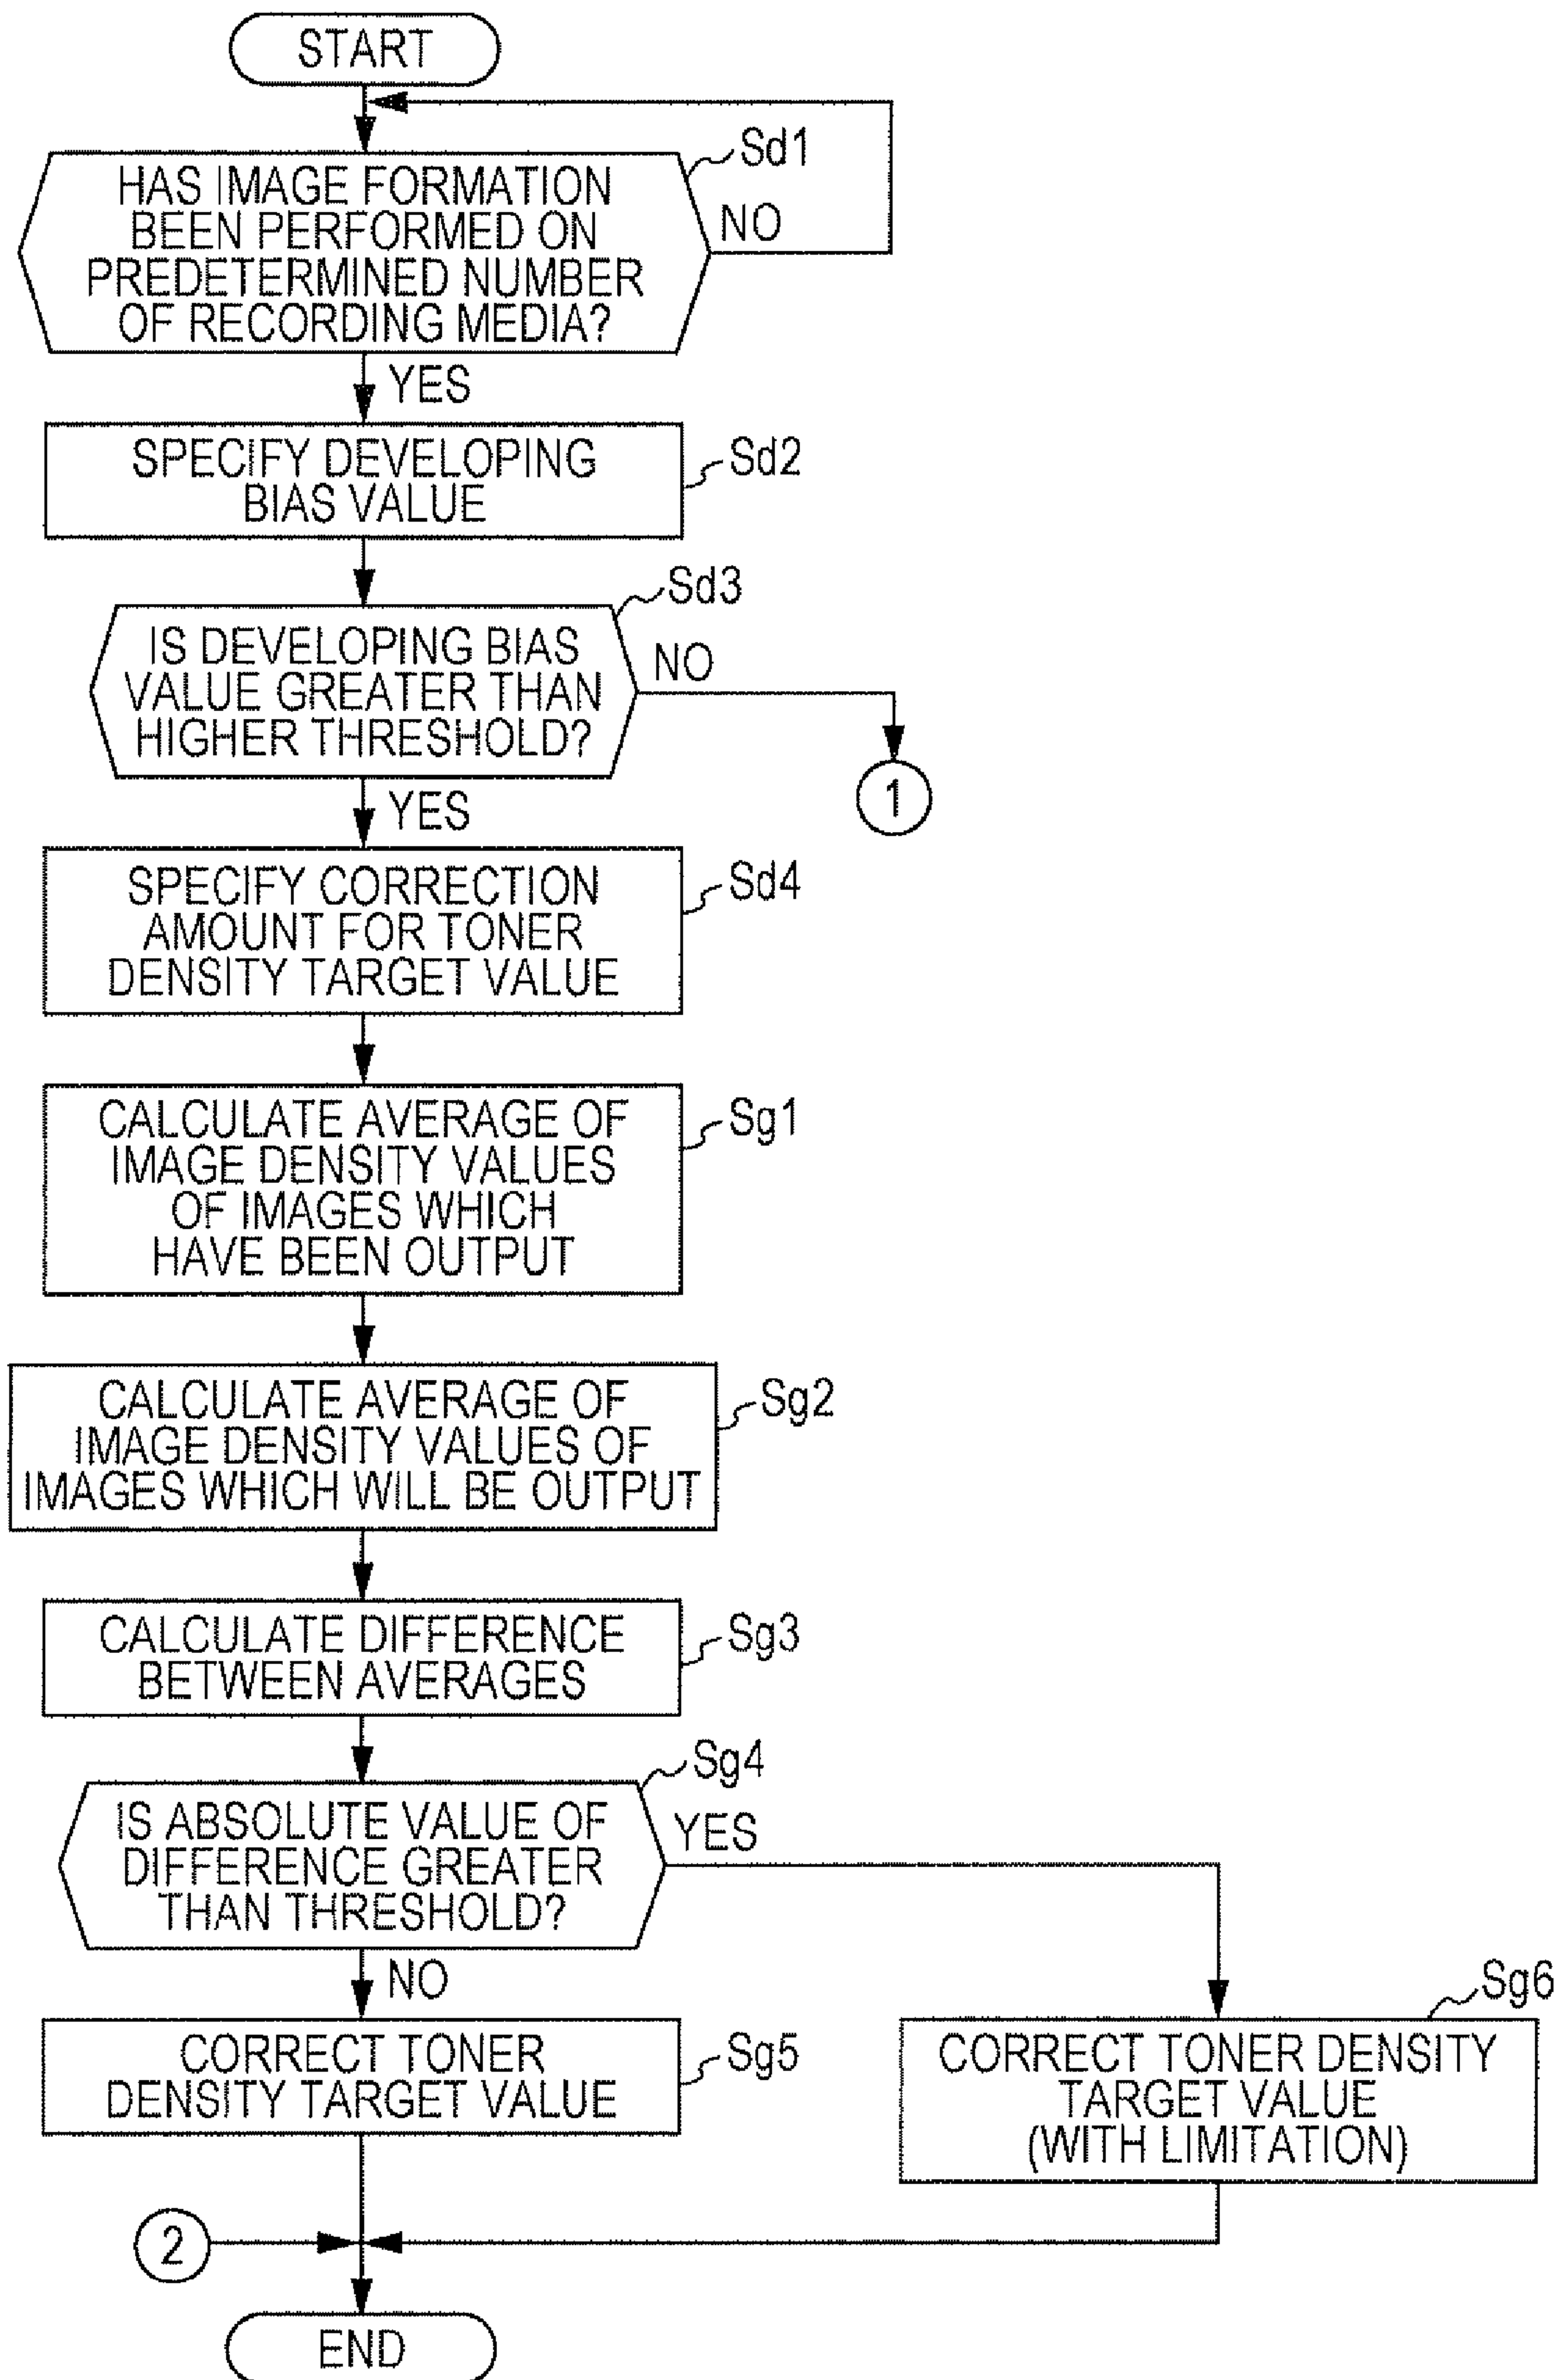 START
Sd1
HAS IMAGE FORMATION
BEEN PERFORMED ON
PREDETERMINED NUMBER
OF RECORDING MEDIA?
NO
YES
SPECIFY DEVELOPING
BIAS VALUE
Sd2
Sd3
IS DEVELOPING BIAS
VALUE GREATER THAN
HIGHER THRESHOLD?
NO
1
YES
SPECIFY CORRECTION
AMOUNT FOR TONER
DENSITY TARGET VALUE
Sd4
CALCULATE AVERAGE OF
IMAGE DENSITY VALUES
OF IMAGES WHICH
HAVE BEEN OUTPUT
Sg1
CALCULATE AVERAGE OF
IMAGE DENSITY VALUES OF
IMAGES WHICH WILL BE OUTPUT
Sg2
CALCULATE DIFFERENCE
BETWEEN AVERAGES
Sg3
Sg4
IS ABSOLUTE VALUE OF
DIFFERENCE GREATER
THAN THRESHOLD?
YES
NO
CORRECT TONER
DENSITY TARGET VALUE
Sg5
Sg6
CORRECT TONER DENSITY
TARGET VALUE
(WITH LIMITATION)
2
END